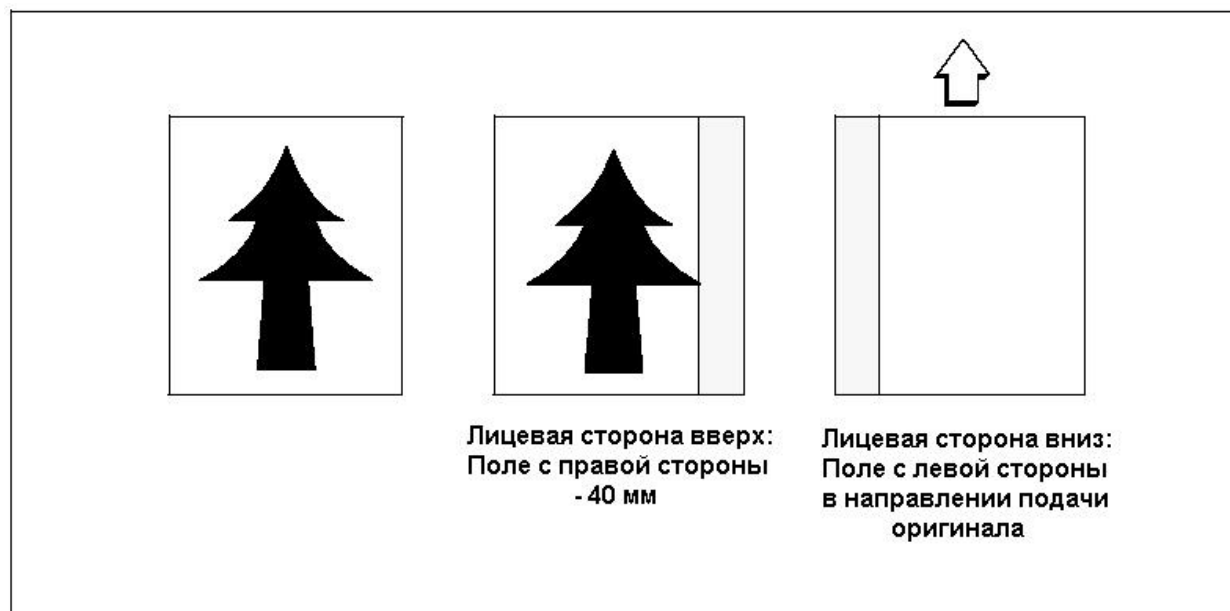 Лицевая сторона вверх:
Поле с правой стороны
- 40 мм
Лицевая сторона вниз:
Поле с левой стороны
в направлении подачи
оригинала